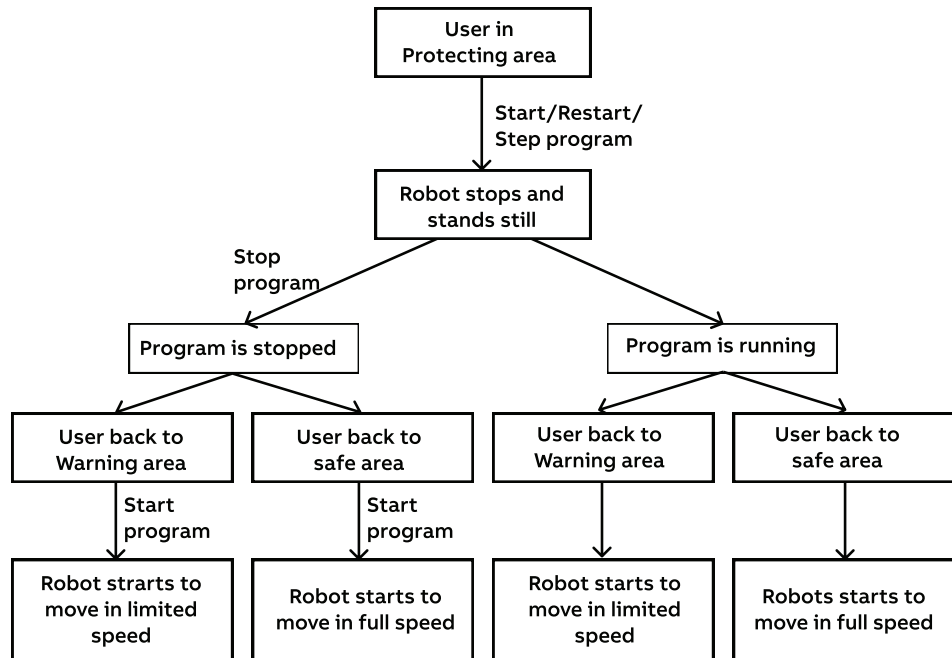 User in
Protecting area
Start/Restart/
Step program
Robot stops and
stands still
Stop
program
Program is stopped
Program is running
User back to
Warning area
User back to
safe area
User back to
Warning area
User back to
safe area
Start
program
Start
program
Robot strarts to
move in limited
speed
Robot starts to
move in full speed
Robot starts to
move in limited
speed
Robots starts to
move in full speed